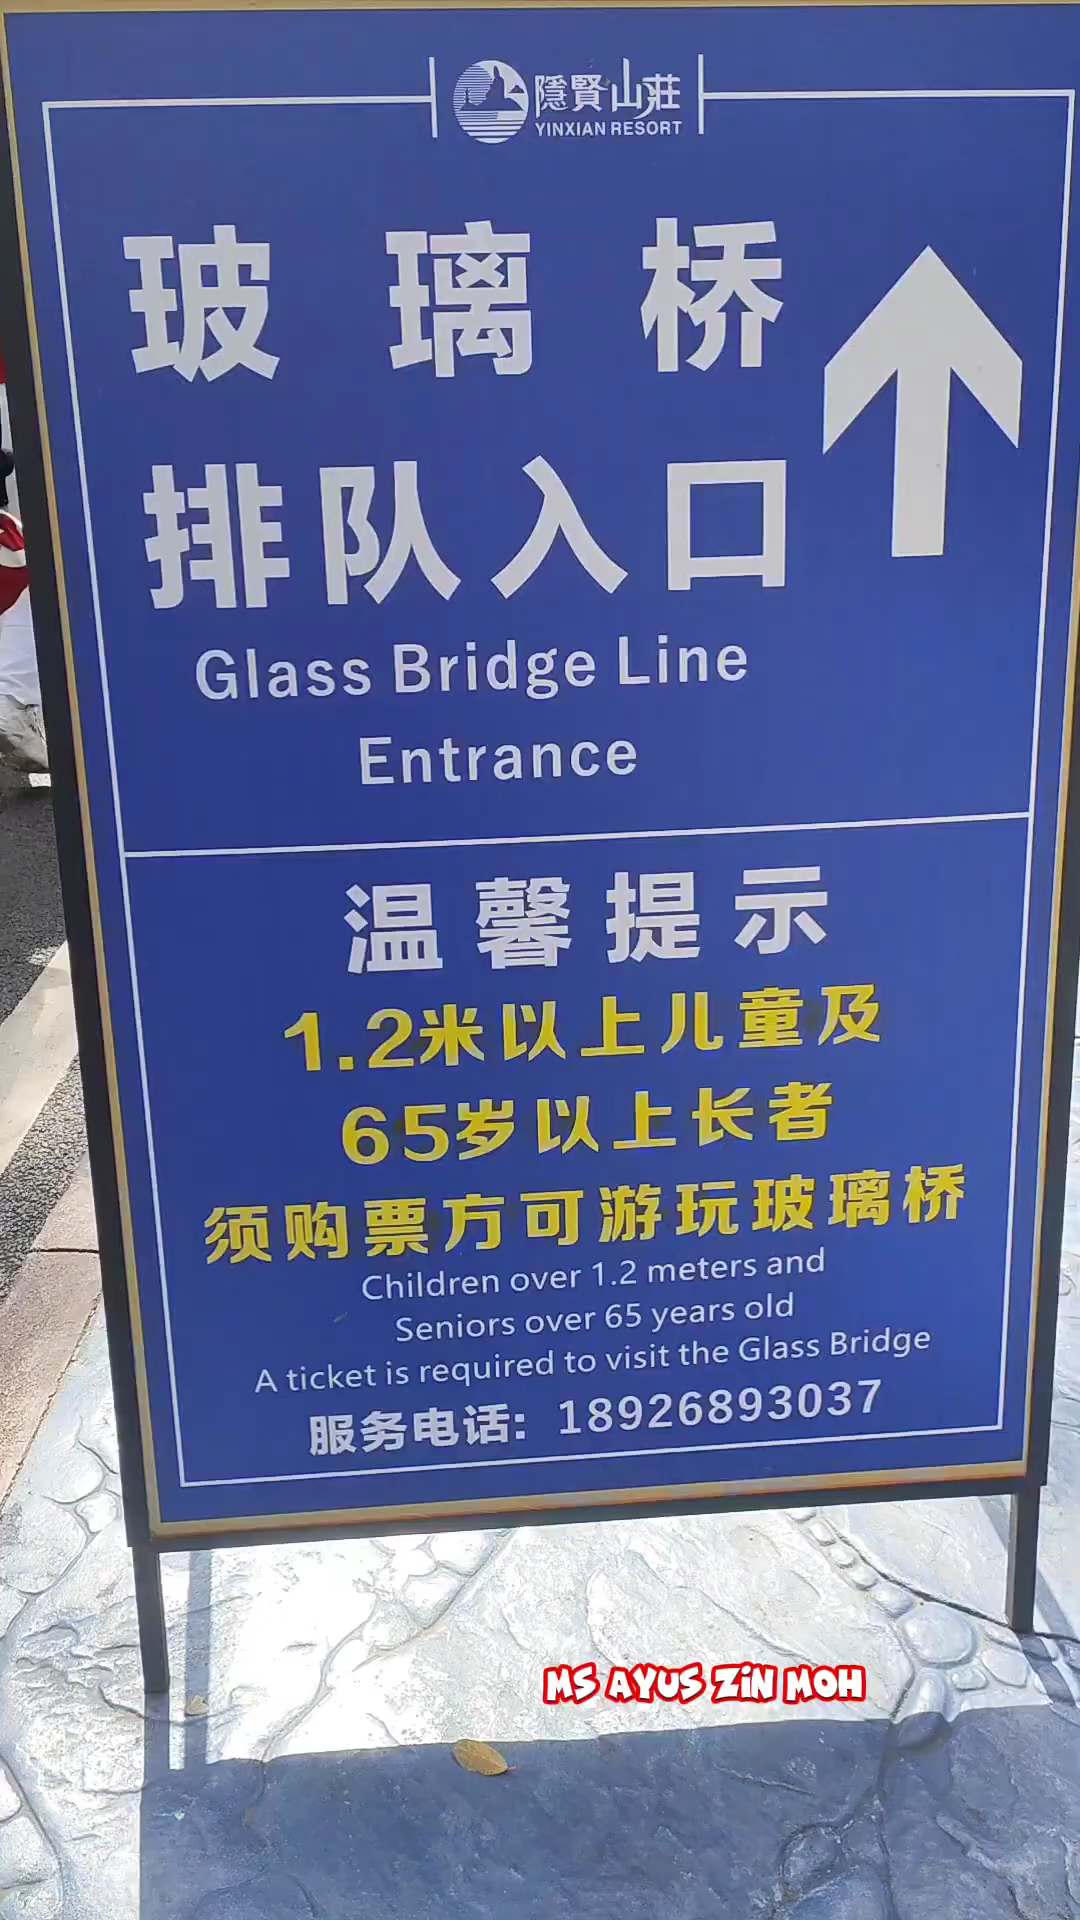 隱賢山莊
YINXIAN RESORT
玻璃桥
排队入口
Glass Bridge Line
Entrance
温馨提示
1.2米以上儿童及
65岁以上长者
须购票方可游玩玻璃桥
Children over 1.2 meters and
Seniors over 65 years old
A ticket is required to visit the Glass Bridge
服务电话: 18926893037
MS AYUS ZiN MOH